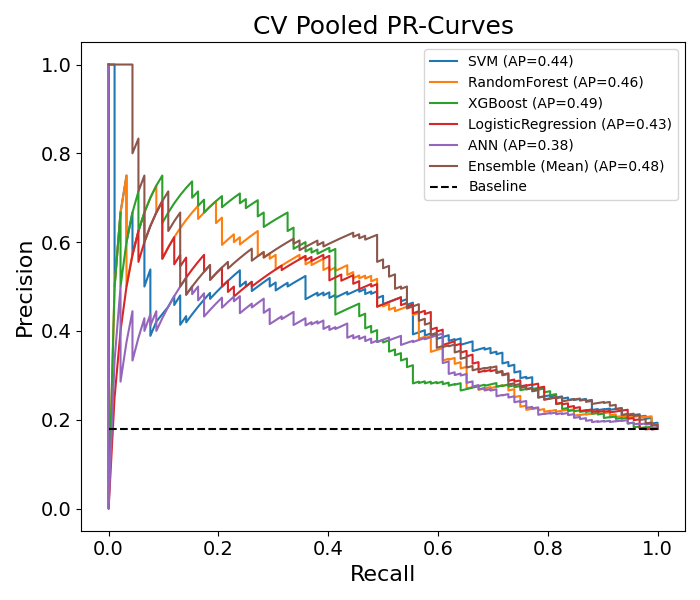 CV Pooled PR-Curves
SVM (AP=0.44)
RandomForest (AP=0.46)
XGBoost (AP=0.49)
LogisticRegression (AP=0.43)
ANN (AP=0.38)
Ensemble (Mean) (AP=0.48)
Baseline
Precision
1.0
0.8
0.6
0.4
0.2
0.0
0.0 0.2 0.4 0.6 0.8 1.0
Recall